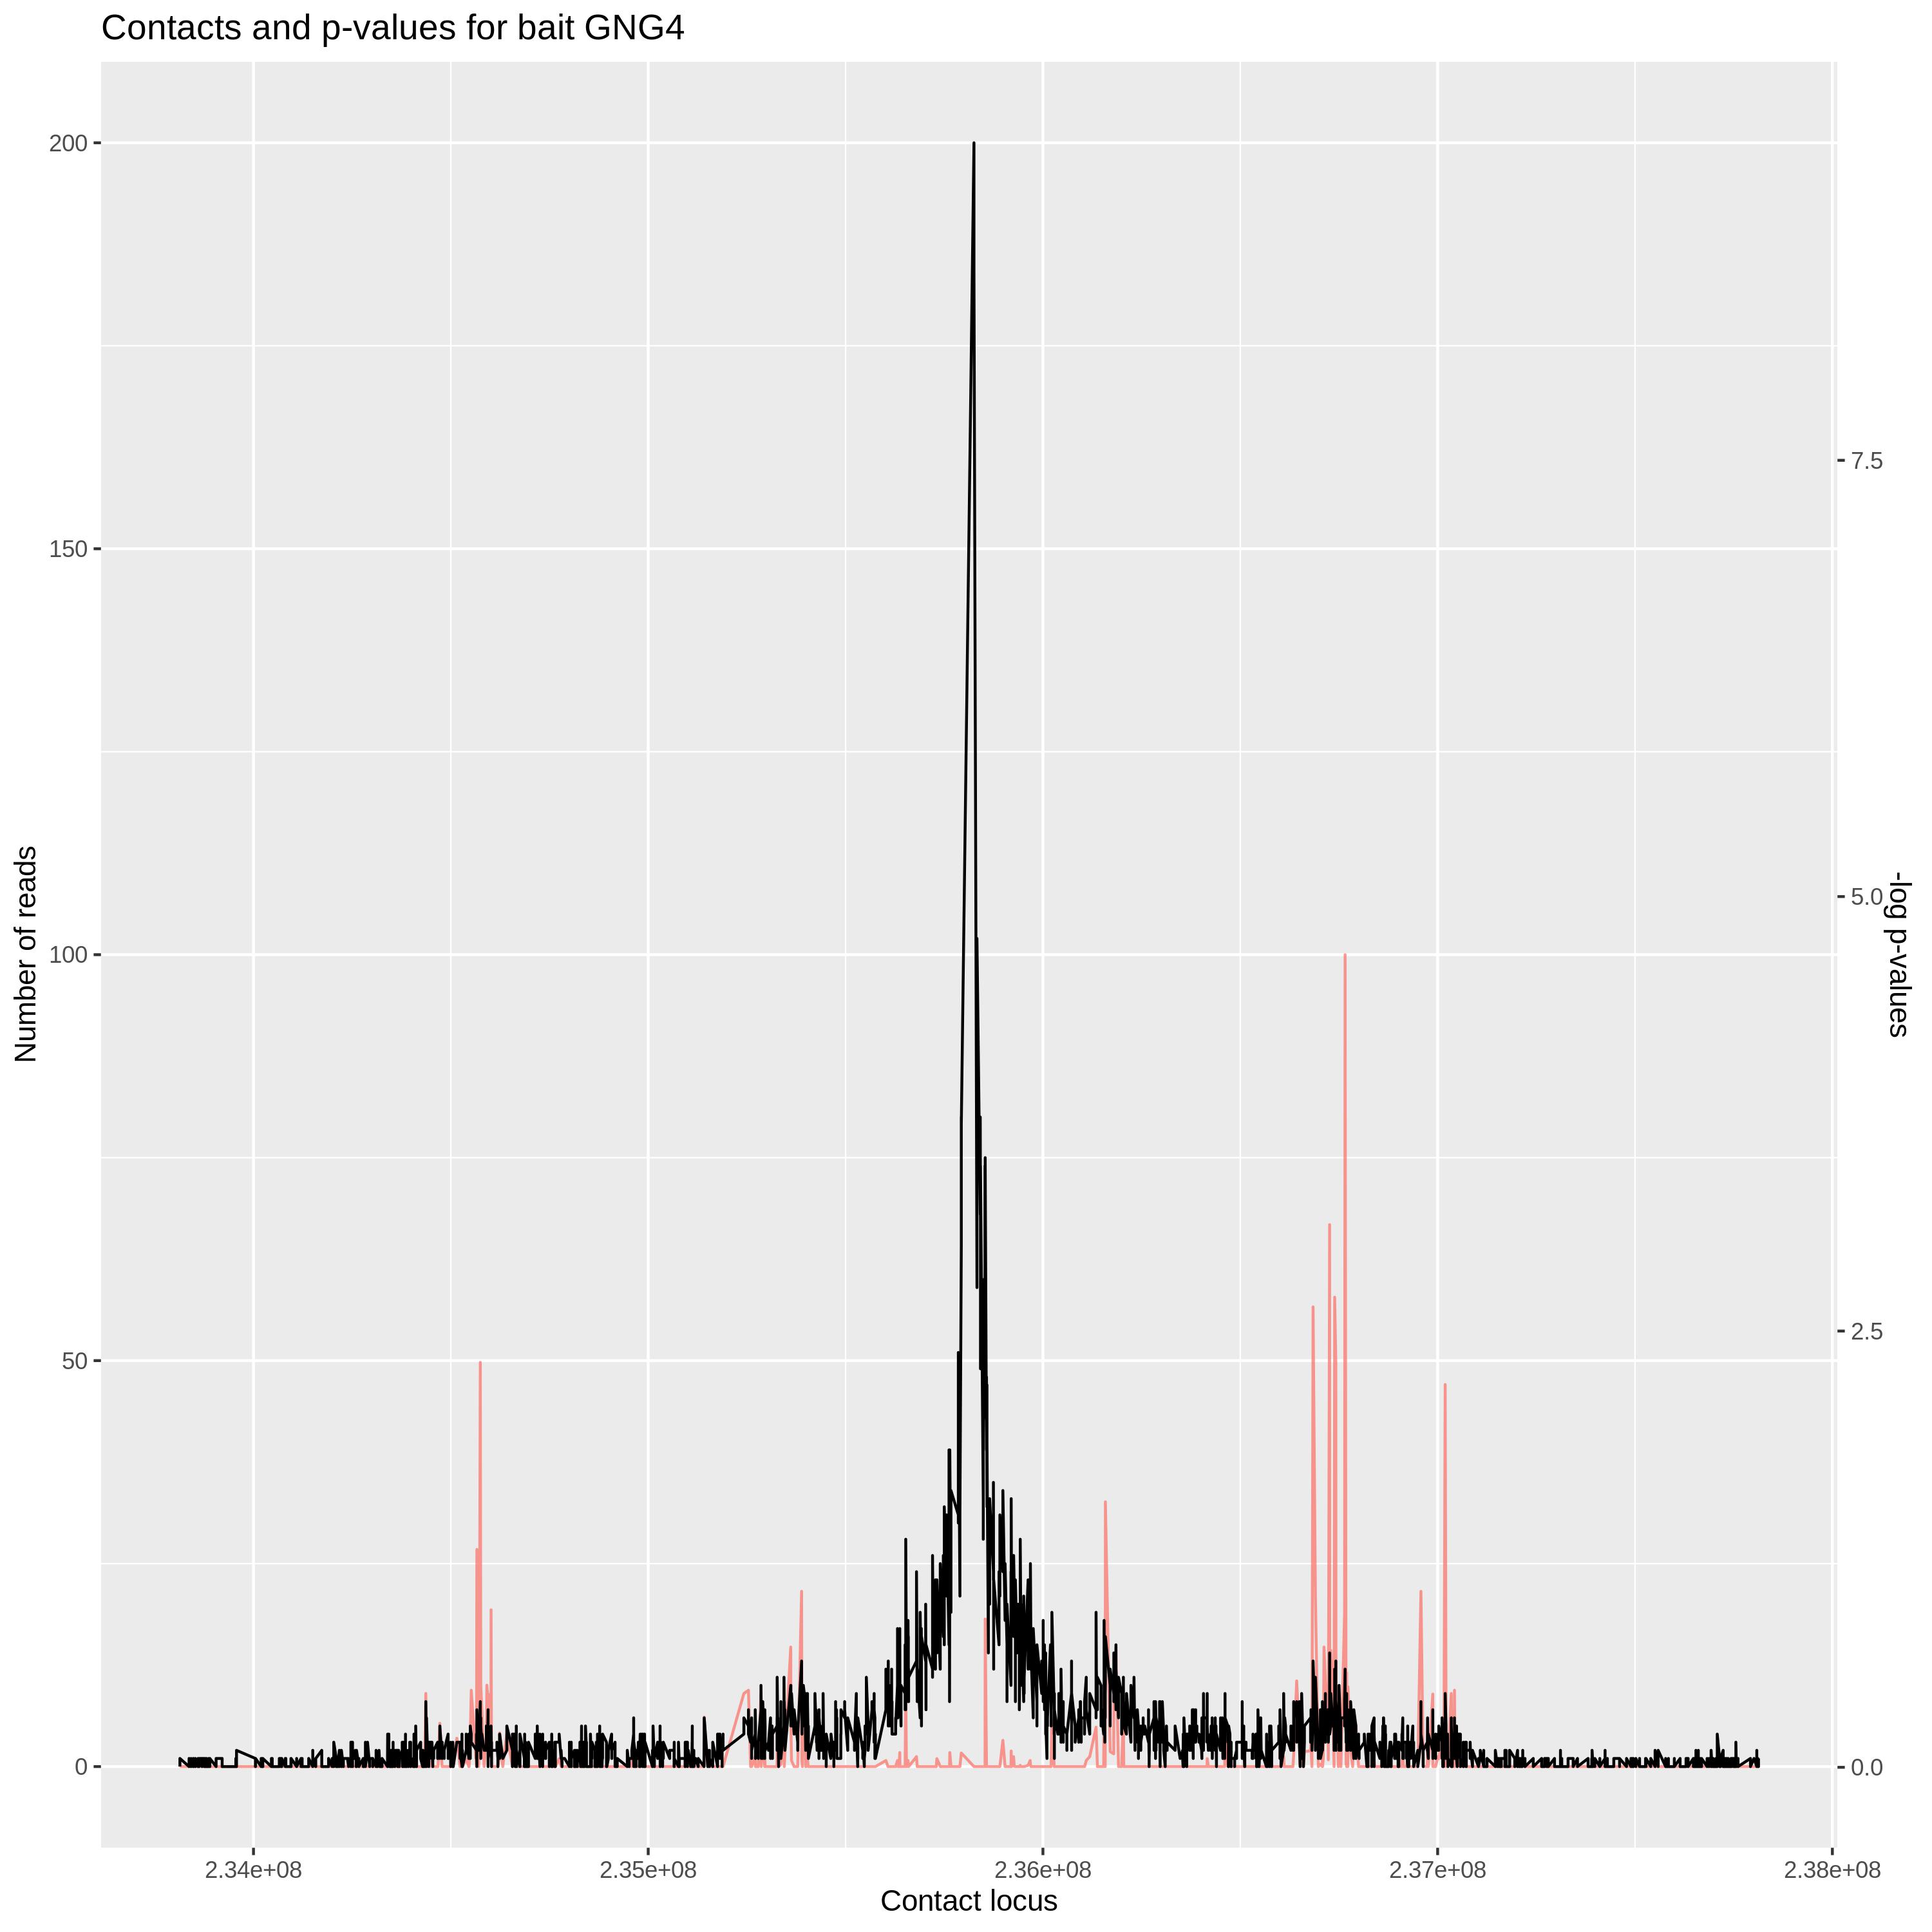 Contacts and p-values for bait GNG4
200
150
100
50
0
Number of reads
7.5
5.0
2.5
0.0
-log p-values
2.34e+08
2.35e+08
2.36e+08
2.37e+08
2.38e+08
Contact locus